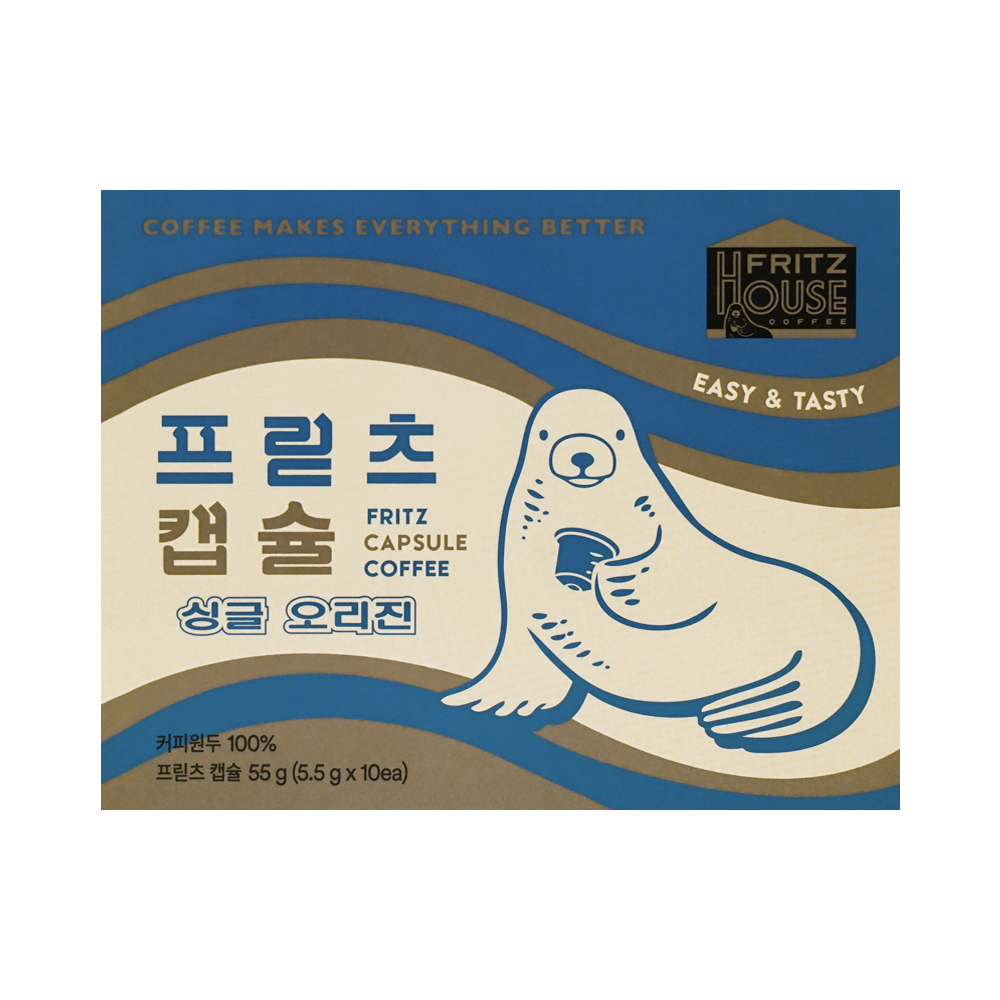 COFFEE MAKES EVERYTHING BETTER
FRITZ
HOUSE
COFFEE
EASY & TASTY
프릳츠
캡슐
FRITZ
CAPSULE
COFFEE
싱글 오리진
커피원두 100%
프릳츠 캡슐 55 g (5.5 g x 10ea)